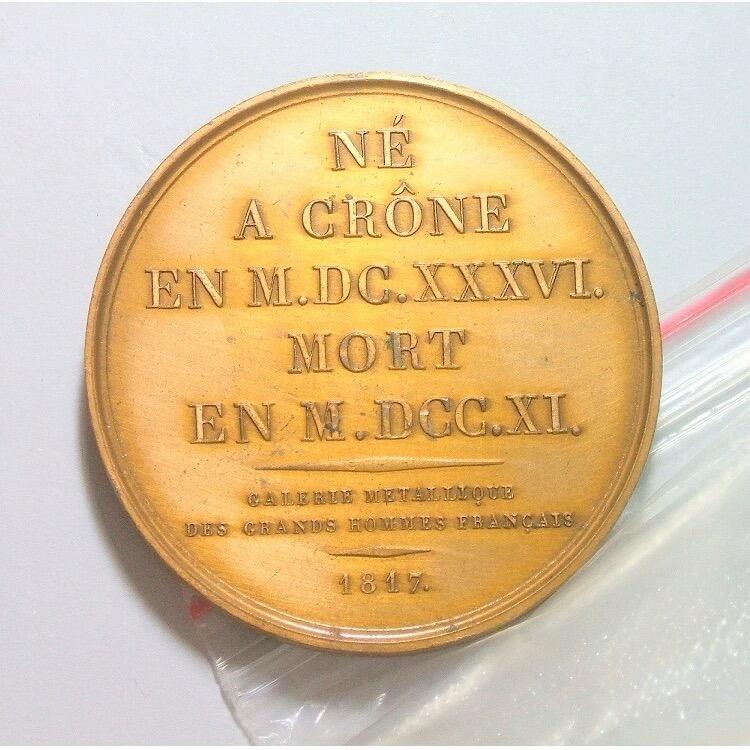 NÉ
A CRÔNE
EN M.DC.XXXVI.
MORT
EN M.DCC.XI.
GALERIE METALLIQUE
DES GRANDS HOMMES FRANÇAIS
1817.